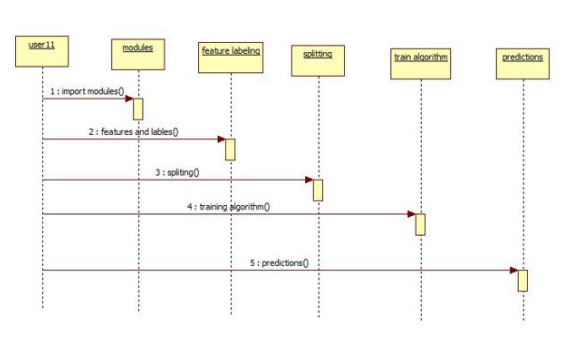 user11
modules
feature labeling
splitting
train algorithm
predictions
1 : import modules()
2 : features and lables()
3 : spliting()
4 : training algorithm()
5 : predictions()